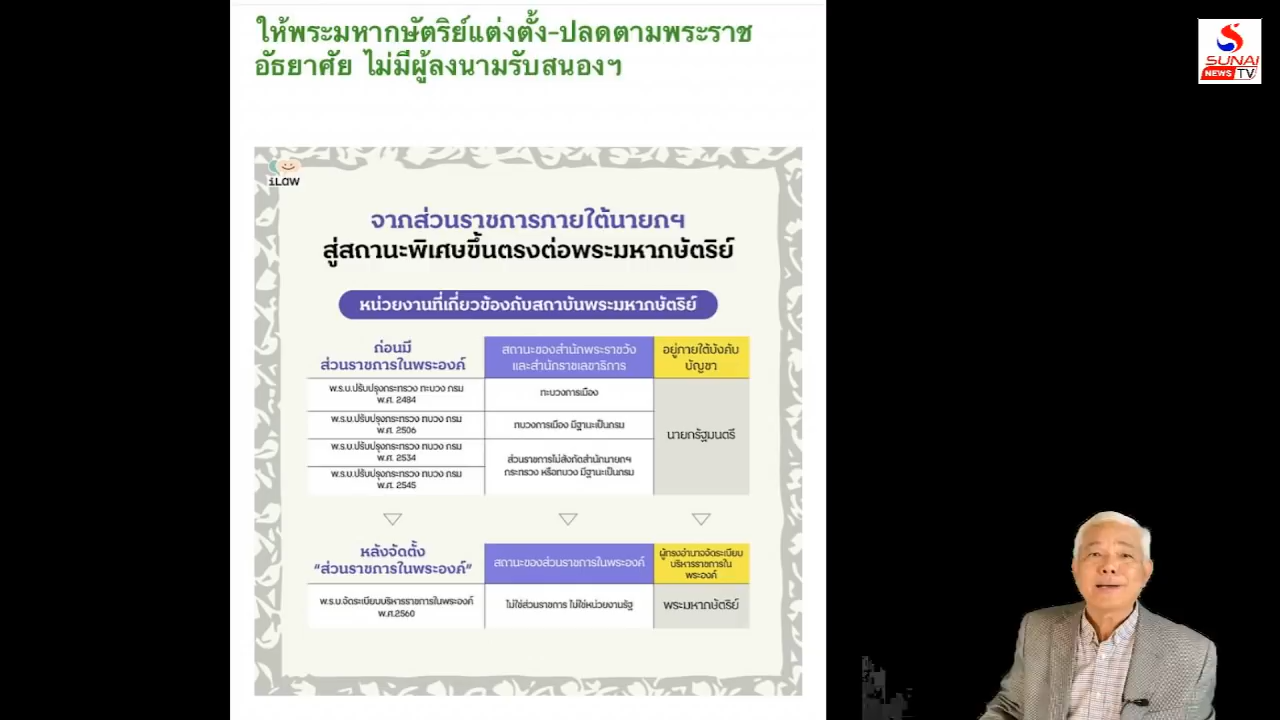 ให้พระมหากษัตริย์แต่งตั้ง-ปลดตามพระราช
อัธยาศัย ไม่มีผู้ลงนามรับสนองฯ
SUNAI
NEWS TV
iLaw
จากส่วนราชการภายใต้นายกฯ
สู่สถานะพิเศษขึ้นตรงต่อพระมหากษัตริย์
หน่วยงานที่เกี่ยวข้องกับสถาบันพระมหากษัตริย์
ก่อนมี
ส่วนราชการในพระองค์
สถานะของสำนักพระราชวัง
และสำนักราชเลขาธิการ
อยู่ภายใต้บังคับ
บัญชา
พ.ร.บ.ปรับปรุงกระทรวง ทะบวง กรม
พ.ศ. 2484
ทะบวงการเมือง
พ.ร.บ.ปรับปรุงกระทรวง ทบวง กรม
พ.ศ. 2506
ทบวงการเมือง มีฐานะเป็นกรม
นายกรัฐมนตรี
พ.ร.บ.ปรับปรุงกระทรวง ทบวง กรม
พ.ศ. 2534
ส่วนราชการไม่สังกัดสำนักนายกฯ
กระทรวง หรือทบวง มีฐานะเป็นกรม
พ.ร.บ.ปรับปรุงกระทรวง ทบวง กรม
พ.ศ. 2545
หลังจัดตั้ง
“ส่วนราชการในพระองค์”
สถานะของส่วนราชการในพระองค์
ผู้ทรงอำนาจจัดระเบียบ
บริหารราชการใน
พระองค์
พ.ร.บ.จัดระเบียบบริหารราชการในพระองค์
พ.ศ.2560
ไม่ใช่ส่วนราชการ ไม่ใช่หน่วยงานรัฐ
พระมหากษัตริย์